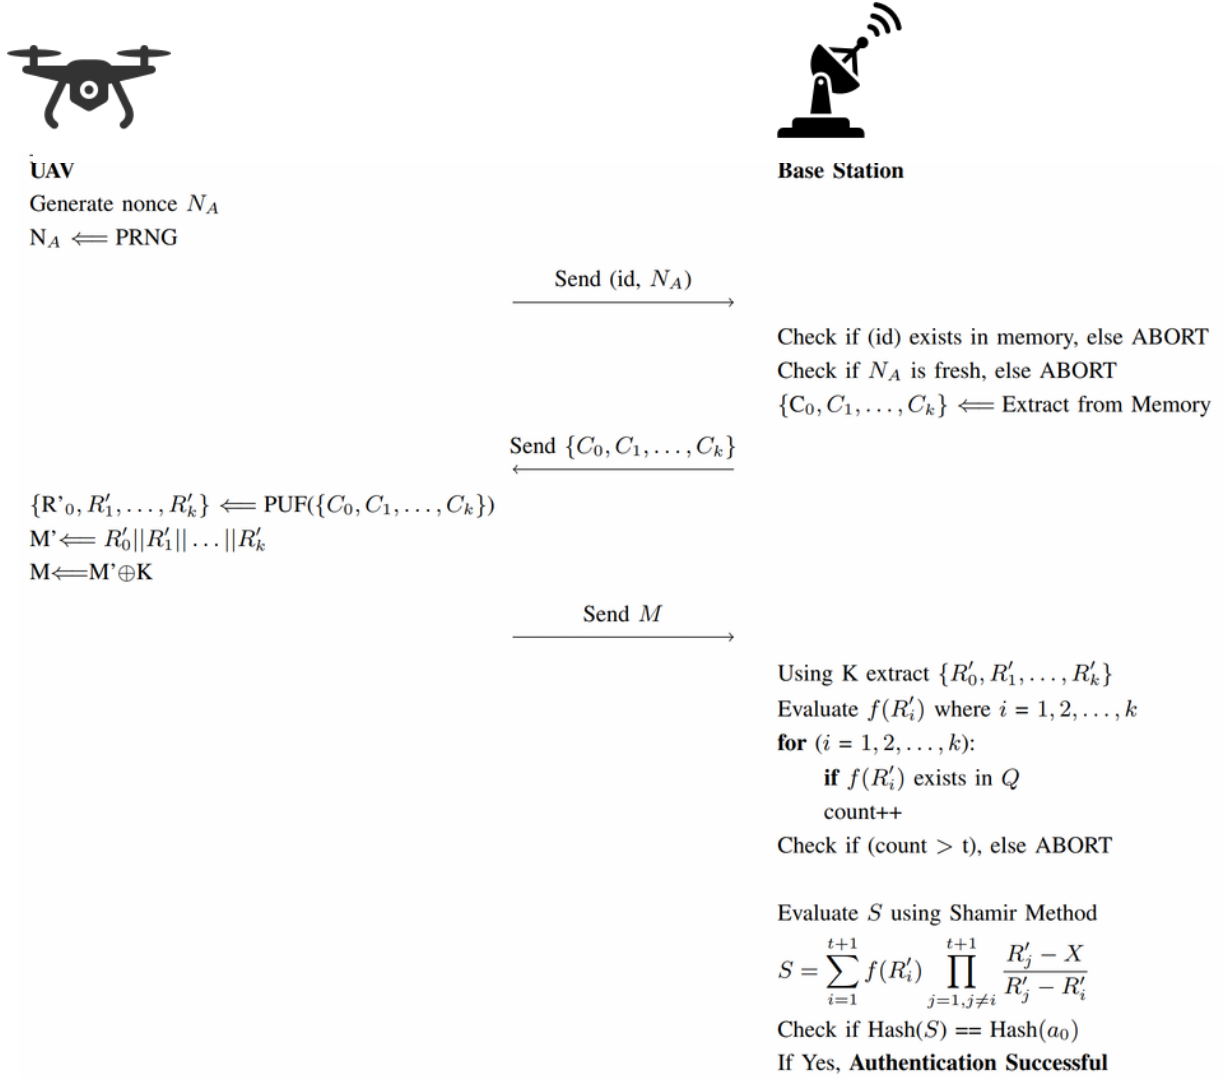 UAV
Base Station
Generate nonce N_A
N_A ⟸ PRNG
Send (id, N_A)
Check if (id) exists in memory, else ABORT
Check if N_A is fresh, else ABORT
{C_0, C_1, . . . , C_k} ⟸ Extract from Memory
Send {C_0, C_1, . . . , C_k}
{R’_0, R′_1, . . . , R′_k} ⟸ PUF({C_0, C_1, . . . , C_k})
M’⟸ R′_0||R′_1|| . . . ||R′_k
M⟸M’⊕K
Send M
Using K extract {R′_0, R′_1, . . . , R′_k}
Evaluate f(R′_i) where i = 1, 2, . . . , k
for (i = 1, 2, . . . , k):
if f(R′_i) exists in Q
count++
Check if (count > t), else ABORT
Evaluate S using Shamir Method
S = ∑_{i=1}^{t+1} f(R′_i) ∏_{j=1,j≠i}^{t+1} (R′_j − X)/(R′_j − R′_i)
Check if Hash(S) == Hash(a_0)
If Yes, Authentication Successful